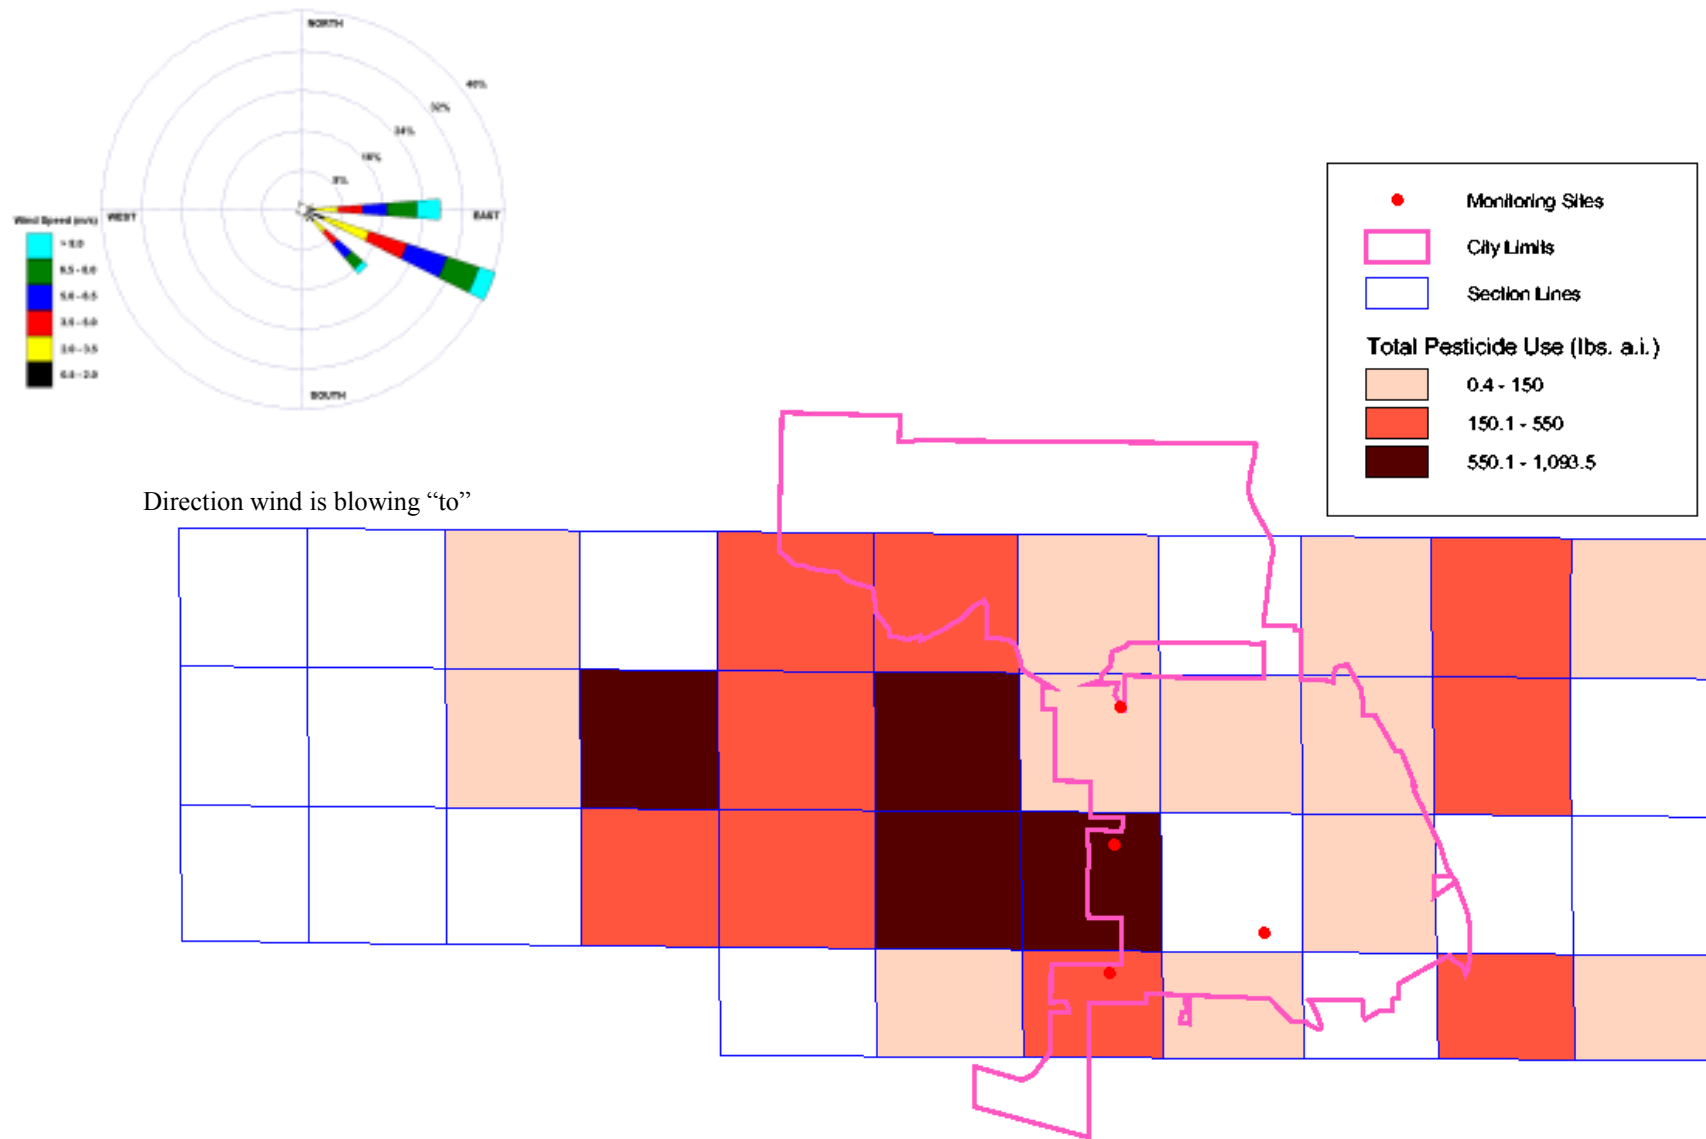 NORTH
40%
32%
24%
16%
8%
WEST
EAST
SOUTH
Wind Speed (m/s)
Monitoring Sites
City Limits
Section Lines
Total Pesticide Use (lbs. a.i.)
0.4 - 150
150.1 - 550
550.1 - 1,093.5
Direction wind is blowing “to”